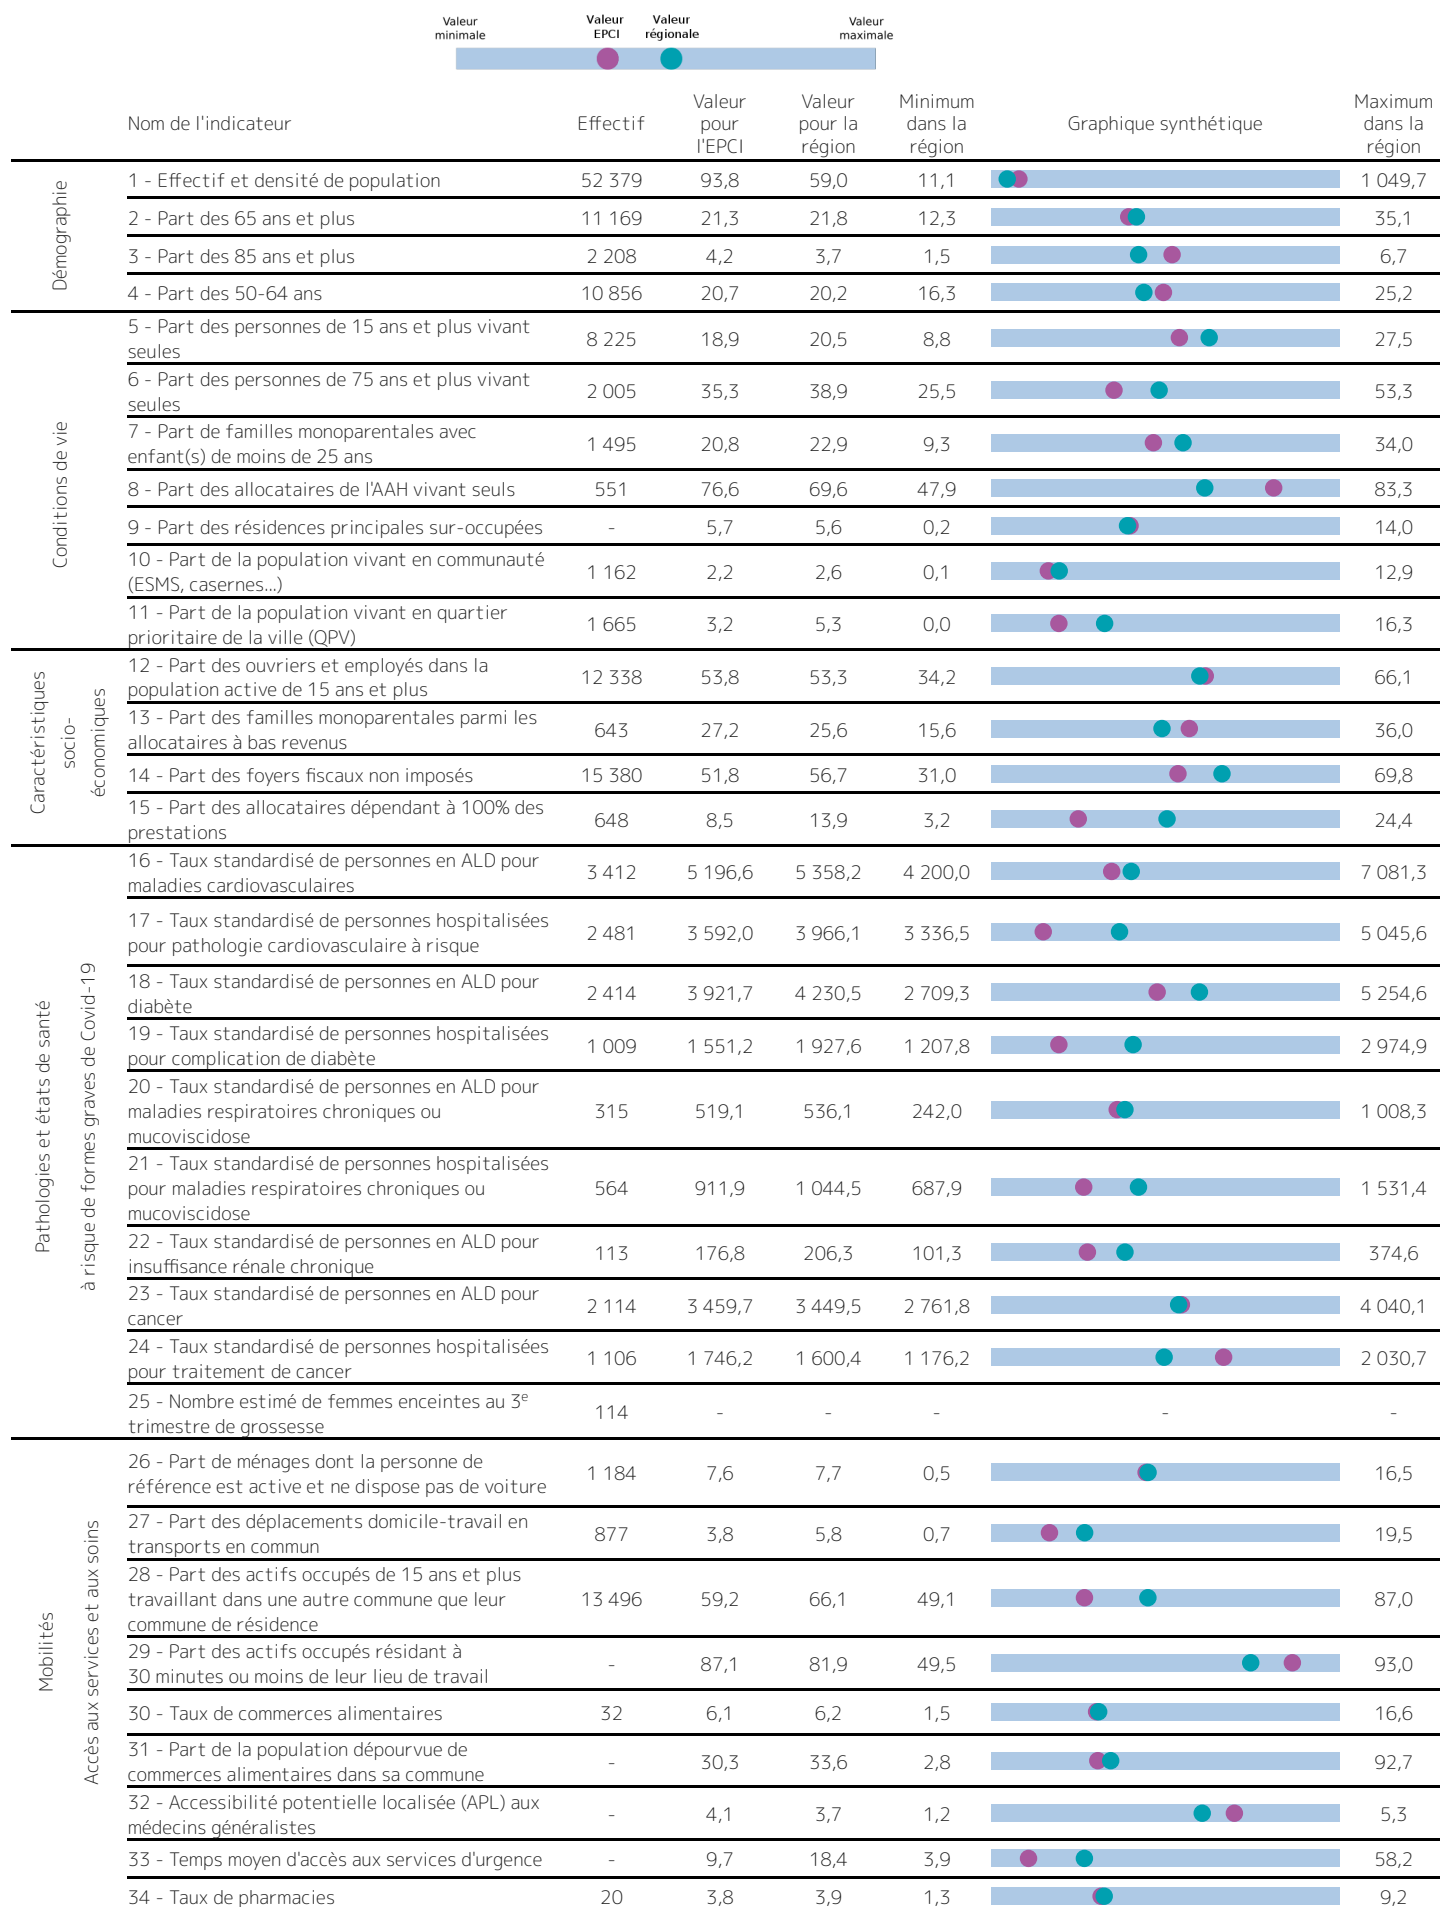 Valeur minimale
Valeur EPCI
Valeur régionale
Valeur maximale
Nom de l'indicateur
Effectif
Valeur pour l'EPCI
Valeur pour la région
Minimum dans la région
Graphique synthétique
Maximum dans la région
Démographie
1 - Effectif et densité de population 52 379 93,8 59,0 11,1 1 049,7
2 - Part des 65 ans et plus 11 169 21,3 21,8 12,3 35,1
3 - Part des 85 ans et plus 2 208 4,2 3,7 1,5 6,7
4 - Part des 50-64 ans 10 856 20,7 20,2 16,3 25,2
Conditions de vie
5 - Part des personnes de 15 ans et plus vivant
seules 8 225 18,9 20,5 8,8 27,5
6 - Part des personnes de 75 ans et plus vivant
seules 2 005 35,3 38,9 25,5 53,3
7 - Part de familles monoparentales avec
enfant(s) de moins de 25 ans 1 495 20,8 22,9 9,3 34,0
8 - Part des allocataires de l'AAH vivant seuls 551 76,6 69,6 47,9 83,3
9 - Part des résidences principales sur-occupées - 5,7 5,6 0,2 14,0
10 - Part de la population vivant en communauté
(ESMS, casernes...) 1 162 2,2 2,6 0,1 12,9
11 - Part de la population vivant en quartier
prioritaire de la ville (QPV) 1 665 3,2 5,3 0,0 16,3
Caractéristiques
socio-
économiques
12 - Part des ouvriers et employés dans la
population active de 15 ans et plus 12 338 53,8 53,3 34,2 66,1
13 - Part des familles monoparentales parmi les
allocataires à bas revenus 643 27,2 25,6 15,6 36,0
14 - Part des foyers fiscaux non imposés 15 380 51,8 56,7 31,0 69,8
15 - Part des allocataires dépendant à 100% des
prestations 648 8,5 13,9 3,2 24,4
Pathologies et états de santé
à risque de formes graves de Covid-19
16 - Taux standardisé de personnes en ALD pour
maladies cardiovasculaires 3 412 5 196,6 5 358,2 4 200,0 7 081,3
17 - Taux standardisé de personnes hospitalisées
pour pathologie cardiovasculaire à risque 2 481 3 592,0 3 966,1 3 336,5 5 045,6
18 - Taux standardisé de personnes en ALD pour
diabète 2 414 3 921,7 4 230,5 2 709,3 5 254,6
19 - Taux standardisé de personnes hospitalisées
pour complication de diabète 1 009 1 551,2 1 927,6 1 207,8 2 974,9
20 - Taux standardisé de personnes en ALD pour
maladies respiratoires chroniques ou
mucoviscidose 315 519,1 536,1 242,0 1 008,3
21 - Taux standardisé de personnes hospitalisées
pour maladies respiratoires chroniques ou
mucoviscidose 564 911,9 1 044,5 687,9 1 531,4
22 - Taux standardisé de personnes en ALD pour
insuffisance rénale chronique 113 176,8 206,3 101,3 374,6
23 - Taux standardisé de personnes en ALD pour
cancer 2 114 3 459,7 3 449,5 2 761,8 4 040,1
24 - Taux standardisé de personnes hospitalisées
pour traitement de cancer 1 106 1 746,2 1 600,4 1 176,2 2 030,7
25 - Nombre estimé de femmes enceintes au 3e
trimestre de grossesse 114 - - - - -
Mobilités
Accès aux services et aux soins
26 - Part de ménages dont la personne de
référence est active et ne dispose pas de voiture 1 184 7,6 7,7 0,5 16,5
27 - Part des déplacements domicile-travail en
transports en commun 877 3,8 5,8 0,7 19,5
28 - Part des actifs occupés de 15 ans et plus
travaillant dans une autre commune que leur
commune de résidence 13 496 59,2 66,1 49,1 87,0
29 - Part des actifs occupés résidant à
30 minutes ou moins de leur lieu de travail - 87,1 81,9 49,5 93,0
30 - Taux de commerces alimentaires 32 6,1 6,2 1,5 16,6
31 - Part de la population dépourvue de
commerces alimentaires dans sa commune - 30,3 33,6 2,8 92,7
32 - Accessibilité potentielle localisée (APL) aux
médecins généralistes - 4,1 3,7 1,2 5,3
33 - Temps moyen d'accès aux services d'urgence - 9,7 18,4 3,9 58,2
34 - Taux de pharmacies 20 3,8 3,9 1,3 9,2